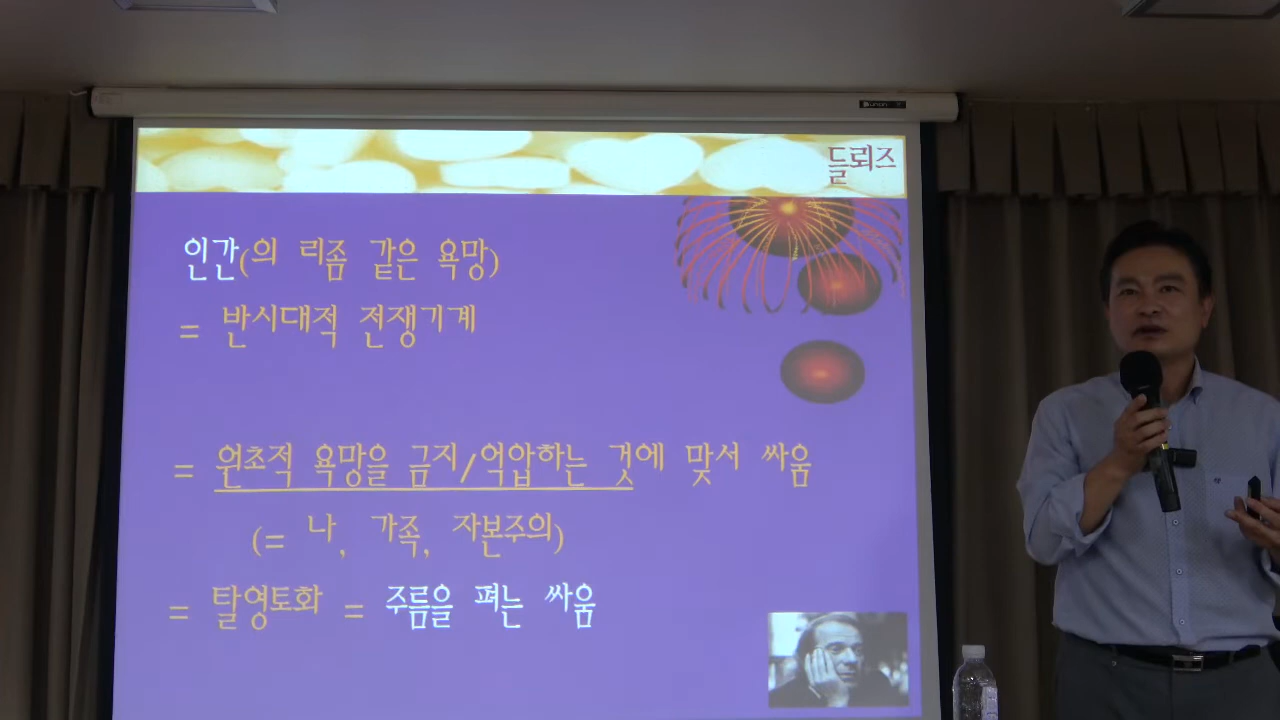 들뢰즈
인간(의 리좀 같은 욕망)
= 반시대적 전쟁기계
= 원초적 욕망을 금지/억압하는 것에 맞서 싸움
(= 나, 가족, 자본주의)
= 탈영토화 = 주름을 펴는 싸움